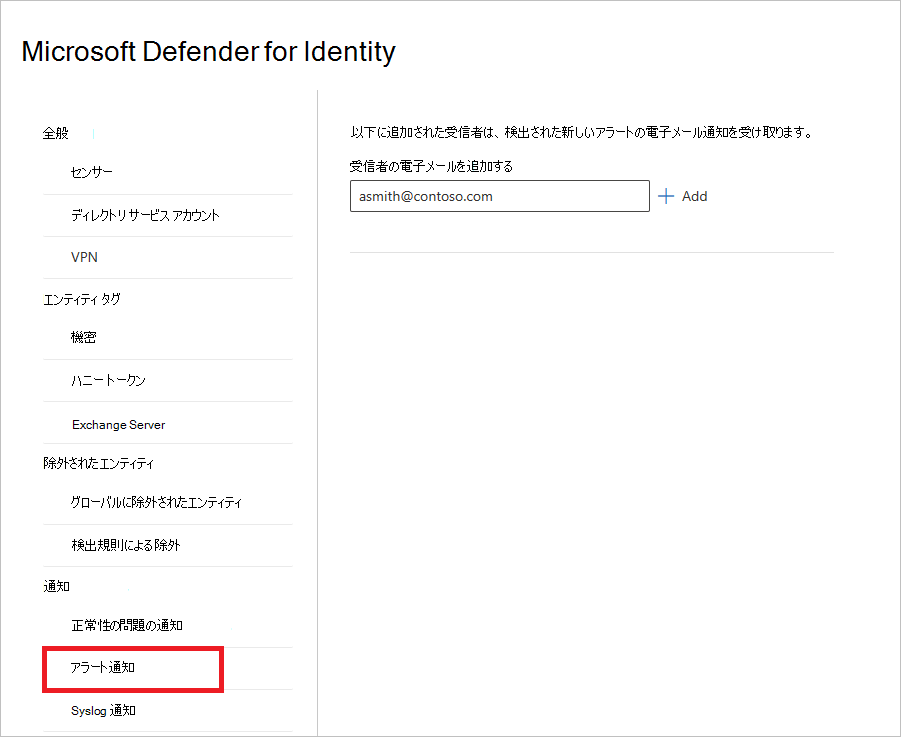 Microsoft Defender for Identity
全般
センサー
ディレクトリ サービス アカウント
VPN
エンティティ タグ
機密
ハニートークン
Exchange Server
除外されたエンティティ
グローバルに除外されたエンティティ
検出規則による除外
通知
正常性の問題の通知
アラート通知
Syslog 通知
以下に追加された受信者は、検出された新しいアラートの電子メール通知を受け取ります。
受信者の電子メールを追加する
asmith@contoso.com
Add